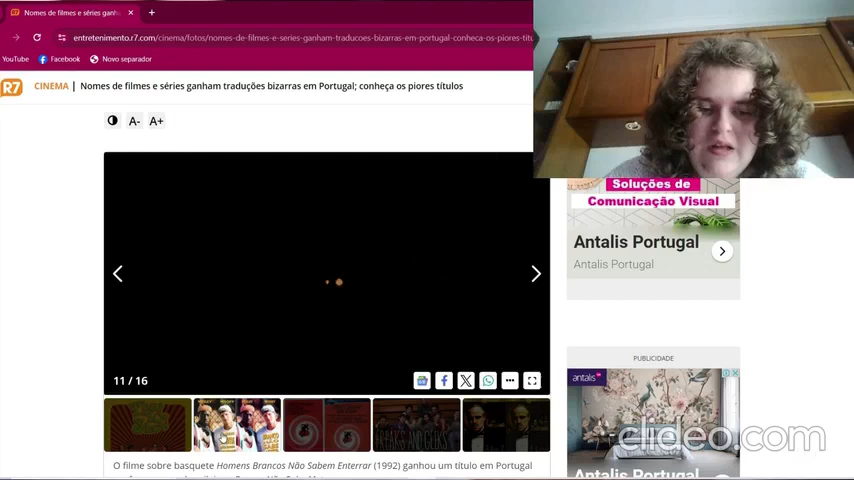 Nomes de filmes e séries ganh
entretenimento.r7.com/cinema/fotos/nomes-de-filmes-e-series-ganham-traducoes-bizarras-em-portugal-conheca-os-piores-titu
YouTube
Facebook
Novo separador
R7
CINEMA | Nomes de filmes e séries ganham traduções bizarras em Portugal; conheça os piores títulos
A-
A+
Soluções de
Comunicação Visual
Antalis Portugal
Antalis Portugal
11 / 16
PUBLICIDADE
antalis
FREAKS AND GEEKS
clideo.com
Antalis Portugal
O filme sobre basquete Homens Brancos Não Sabem Enterrar (1992) ganhou um título em Portugal